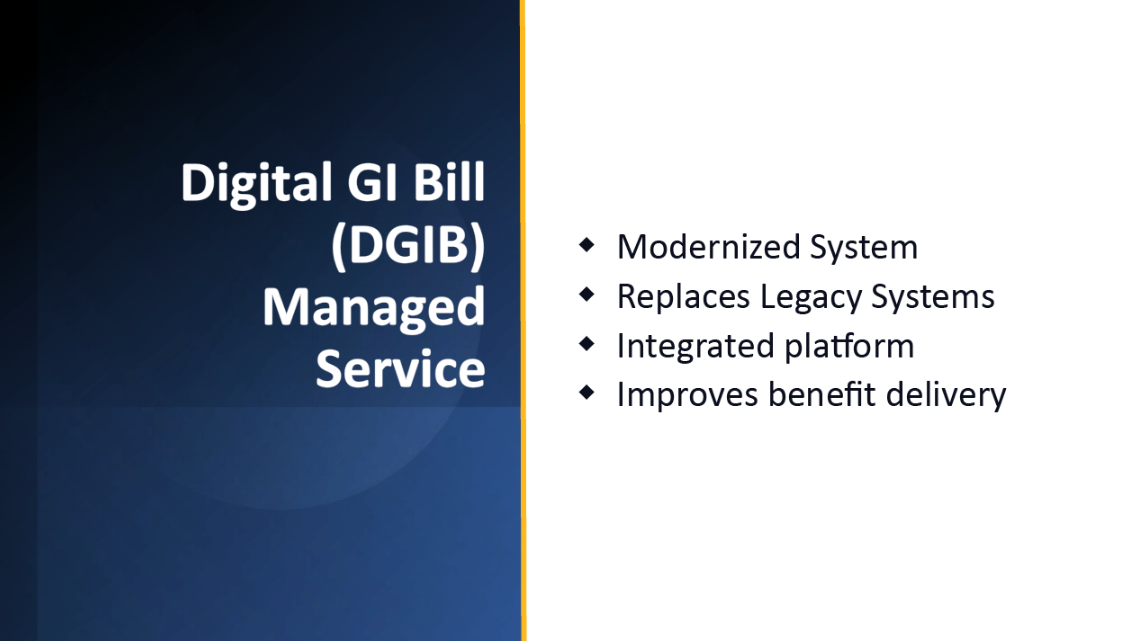 Digital GI Bill
(DGIB)
Managed
Service
◆ Modernized System
◆ Replaces Legacy Systems
◆ Integrated platform
◆ Improves benefit delivery